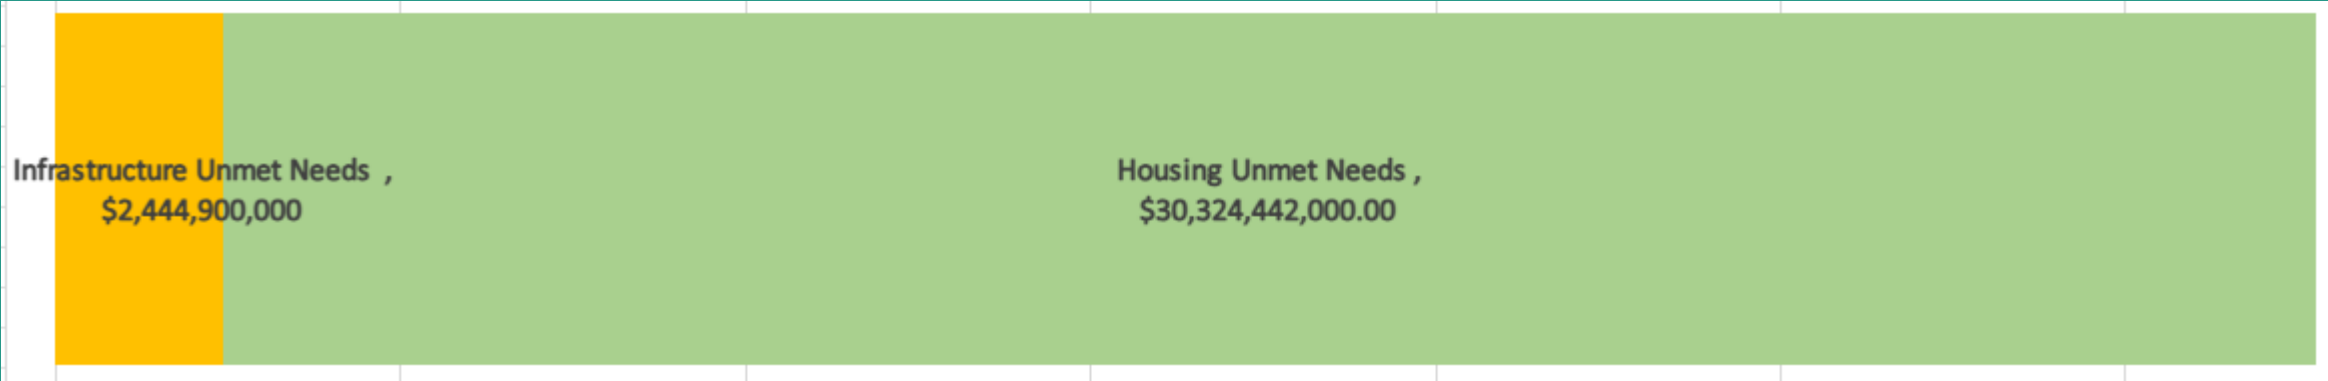 Infrastructure Unmet Needs ,
$2,444,900,000
Housing Unmet Needs ,
$30,324,442,000.00